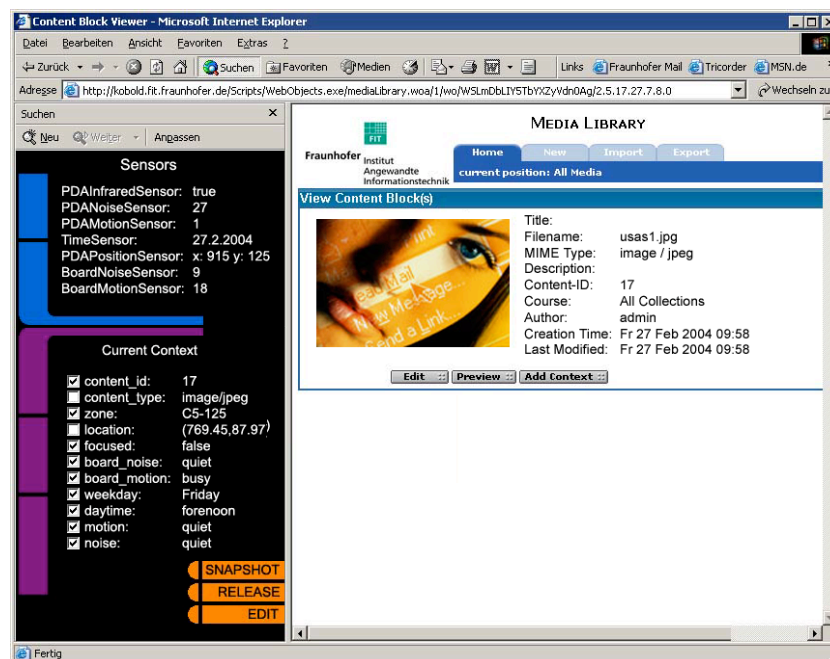 Content Block Viewer - Microsoft Internet Explorer
Datei Bearbeiten Ansicht Favoriten Extras ?
Zurück Suchen Favoriten Medien Links Fraunhofer Mail Tricorder MSN.de
Adresse http://kobold.fit.fraunhofer.de/Scripts/WebObjects.exe/mediaLibrary.woa/1/wo/WSLmDbLIY5TbYXZyVdn0Ag/2.5.17.27.7.8.0 Wechseln zu
Suchen
Neu Weiter Anpassen
Sensors
PDAInfraredSensor: true
PDANoiseSensor: 27
PDAMotionSensor: 1
TimeSensor: 27.2.2004
PDAPositionSensor: x: 915 y: 125
BoardNoiseSensor: 9
BoardMotionSensor: 18
Current Context
content_id: 17
content_type: image/jpeg
zone: C5-125
location: (769.45,87.97)
focused: false
board_noise: quiet
board_motion: busy
weekday: Friday
daytime: forenoon
motion: quiet
noise: quiet
SNAPSHOT
RELEASE
EDIT
FIT
Fraunhofer Institut
Angewandte
Informationstechnik
MEDIA LIBRARY
Home New Import Export
current position: All Media
View Content Block(s)
Print
Read Mail
New Message...
Send a Link...
Title:
Filename: usas1.jpg
MIME Type: image / jpeg
Description:
Content-ID: 17
Course: All Collections
Author: admin
Creation Time: Fr 27 Feb 2004 09:58
Last Modified: Fr 27 Feb 2004 09:58
Edit Preview Add Context
Fertig